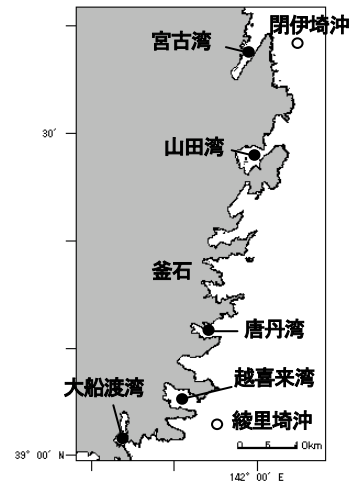 閉伊埼沖
宮古湾
30′
山田湾
釜石
唐丹湾
越喜来湾
大船渡湾
綾里埼沖
0 5 10km
39° 00′ N
142° 00′ E